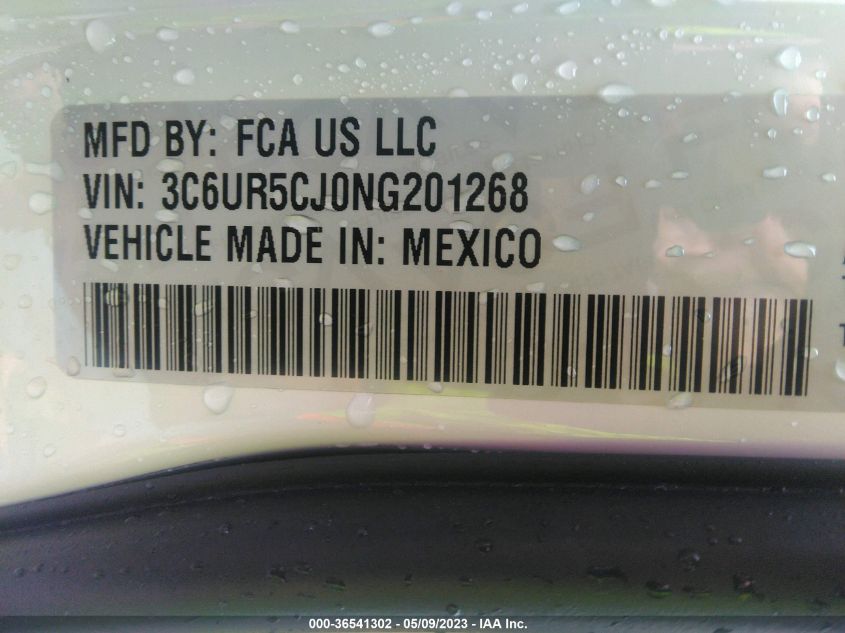 MFD BY: FCA US LLC
VIN: 3C6UR5CJ0NG201268
VEHICLE MADE IN: MEXICO
000-36541302 - 05/09/2023 - IAA Inc.